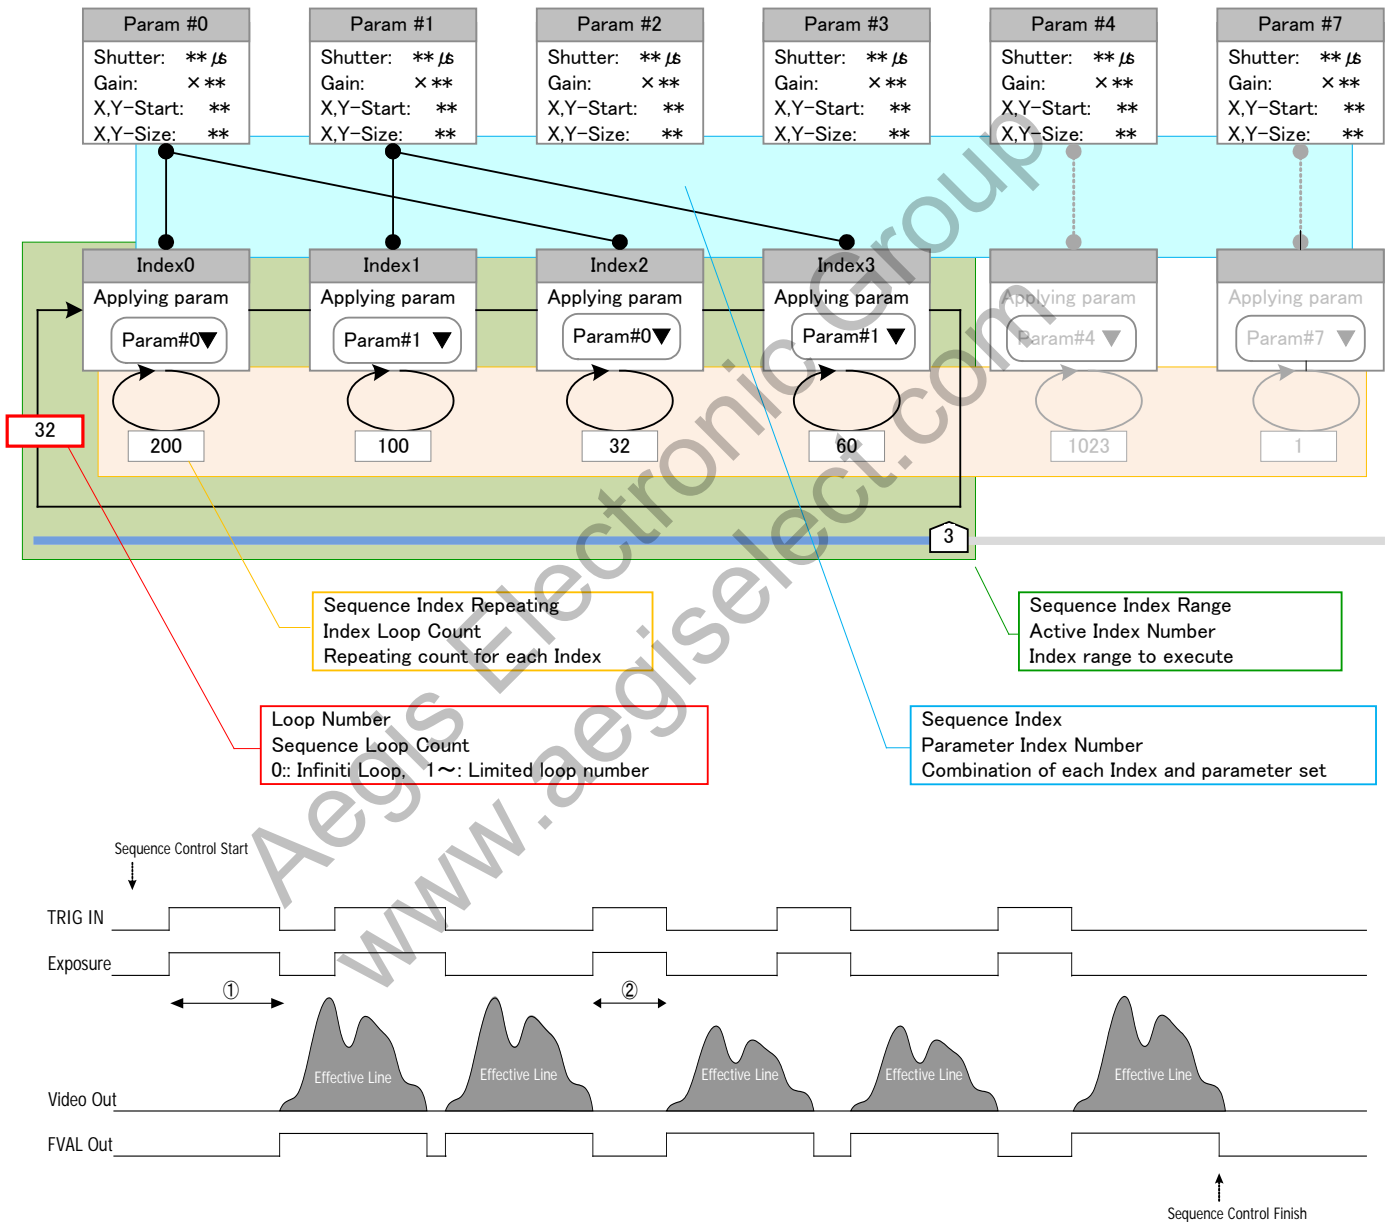 Param #0 Param #1 Param #2 Param #3 Param #4 Param #7
Shutter: **㎲ Shutter: **㎲ Shutter: **㎲ Shutter: **㎲ Shutter: **㎲ Shutter: **㎲
Gain: ×** Gain: ×** Gain: ×** Gain: ×** Gain: ×** Gain: ×**
X,Y-Start: ** X,Y-Start: ** X,Y-Start: ** X,Y-Start: ** X,Y-Start: ** X,Y-Start: **
X,Y-Size: ** X,Y-Size: ** X,Y-Size: ** X,Y-Size: ** X,Y-Size: ** X,Y-Size: **
Index0 Index1 Index2 Index3
Applying param Applying param Applying param Applying param Applying param Applying param
Param#0▼ Param#1 ▼ Param#0▼ Param#1 ▼ Param#4 ▼ Param#7 ▼
32 200 100 32 60 1023 1
3
Sequence Index Repeating
Index Loop Count
Repeating count for each Index
Sequence Index Range
Active Index Number
Index range to execute
Loop Number
Sequence Loop Count
0:: Infiniti Loop, 1～: Limited loop number
Sequence Index
Parameter Index Number
Combination of each Index and parameter set
Aegis Electronic Group
www.aegiselect.com
Sequence Control Start
TRIG IN
Exposure
① ②
Effective Line Effective Line Effective Line Effective Line Effective Line
Video Out
FVAL Out
Sequence Control Finish